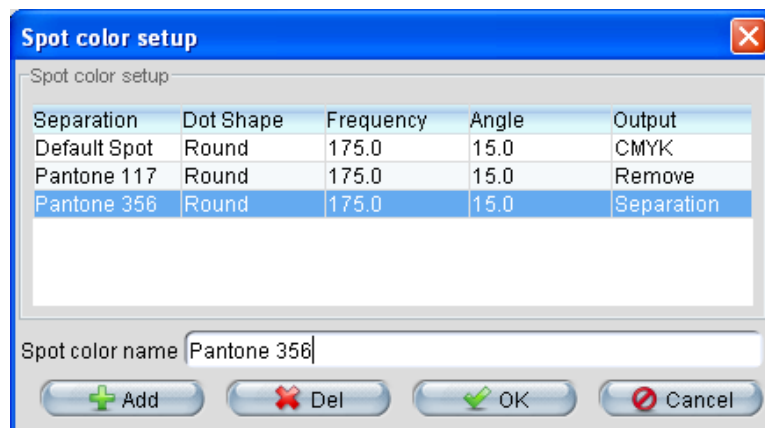 Spot color setup
Spot color setup
Separation Dot Shape Frequency Angle Output
Default Spot Round 175.0 15.0 CMYK
Pantone 117 Round 175.0 15.0 Remove
Pantone 356 Round 175.0 15.0 Separation
Spot color name Pantone 356
Add Del OK Cancel